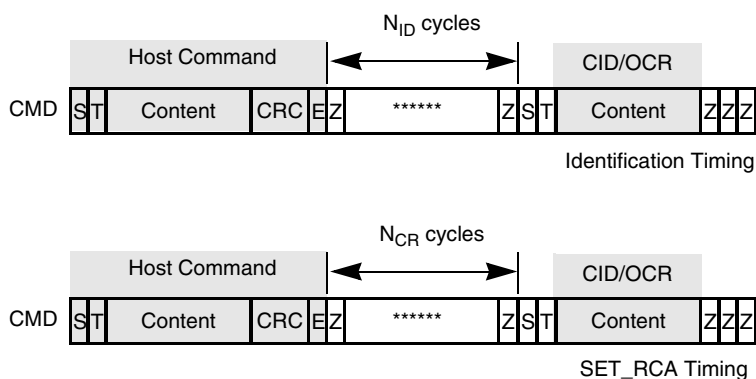 N_ID cycles
Host Command CID/OCR
CMD S T Content CRC E Z ****** Z S T Content Z Z Z
Identification Timing
N_CR cycles
Host Command CID/OCR
CMD S T Content CRC E Z ****** Z S T Content Z Z Z
SET_RCA Timing